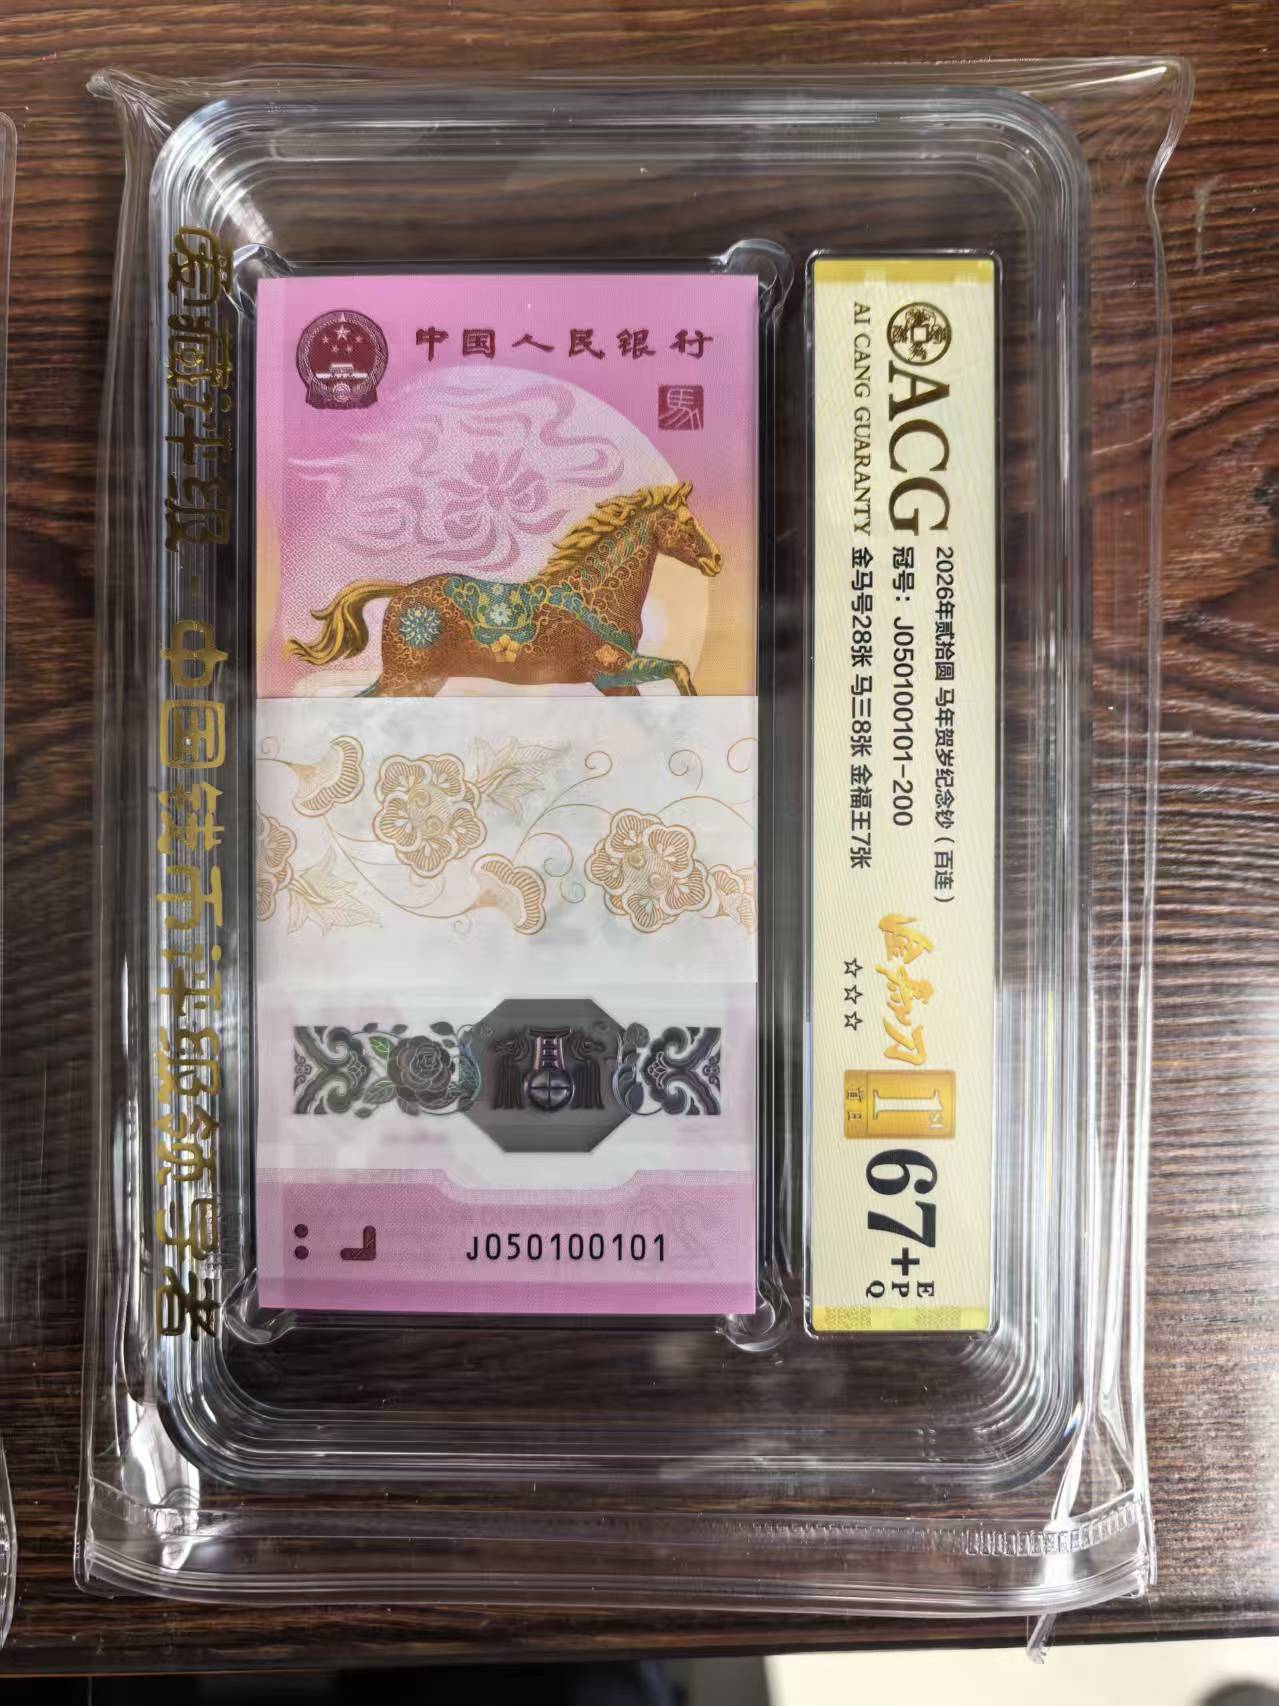 爱藏评级 - 中国钱币评级领导者
中国人民银行
馬
J050100101
ACG
AI CANG GUARANTY
2026年贰拾圆 马年贺岁纪念钞（百连）
冠号：J050100101-200
金马号28张 马三8张 金福王7张
☆☆☆
1ST
首日
67+
EPQ